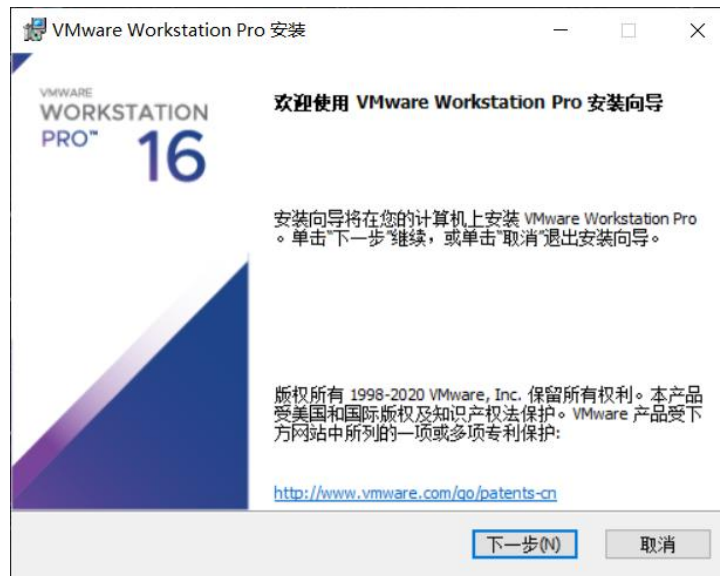 VMware Workstation Pro 安装
VMWARE
WORKSTATION
PRO™ 16
欢迎使用 VMware Workstation Pro 安装向导
安装向导将在您的计算机上安装 VMware Workstation Pro
。单击"下一步"继续，或单击"取消"退出安装向导。
版权所有 1998-2020 VMware, Inc. 保留所有权利。本产品
受美国和国际版权及知识产权法保护。VMware 产品受下
方网站中所列的一项或多项专利保护:
http://www.vmware.com/go/patents-cn
下一步(N) 取消